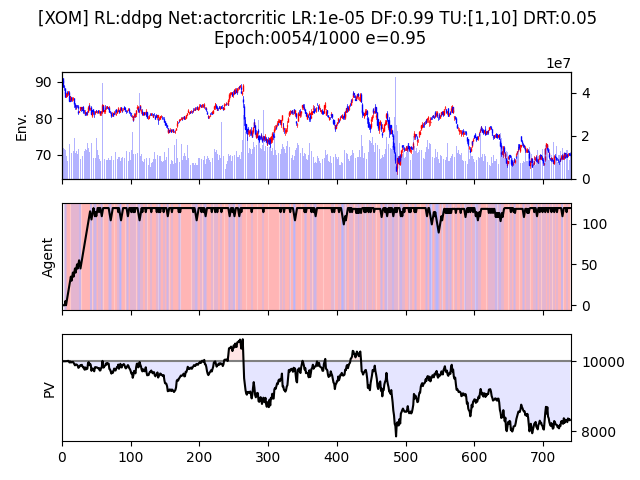 [XOM] RL:ddpg Net:actorcritic LR:1e-05 DF:0.99 TU:[1,10] DRT:0.05
Epoch:0054/1000 e=0.95
1e7
Env.
90
80
70
4
2
0
Agent
100
50
0
PV
10000
8000
0 100 200 300 400 500 600 700